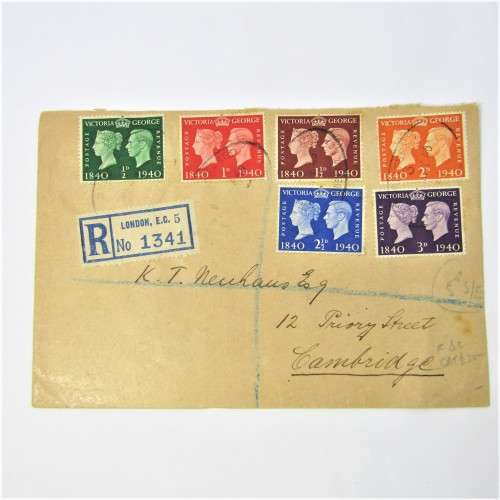 VICTORIA GEORGE
POSTAGE
REVENUE
½D
1840 1940
VICTORIA GEORGE
POSTAGE
REVENUE
1D
1840 1940
VICTORIA GEORGE
POSTAGE
REVENUE
1½D
1840 1940
VICTORIA GEORGE
POSTAGE
REVENUE
2D
1840 1940
VICTORIA GEORGE
POSTAGE
REVENUE
2½D
1840 1940
VICTORIA GEORGE
POSTAGE
REVENUE
3D
1840 1940
R
LONDON, E.C. 5
No 1341
K. T. Neuhaus Esq
12 Priory Street
Cambridge